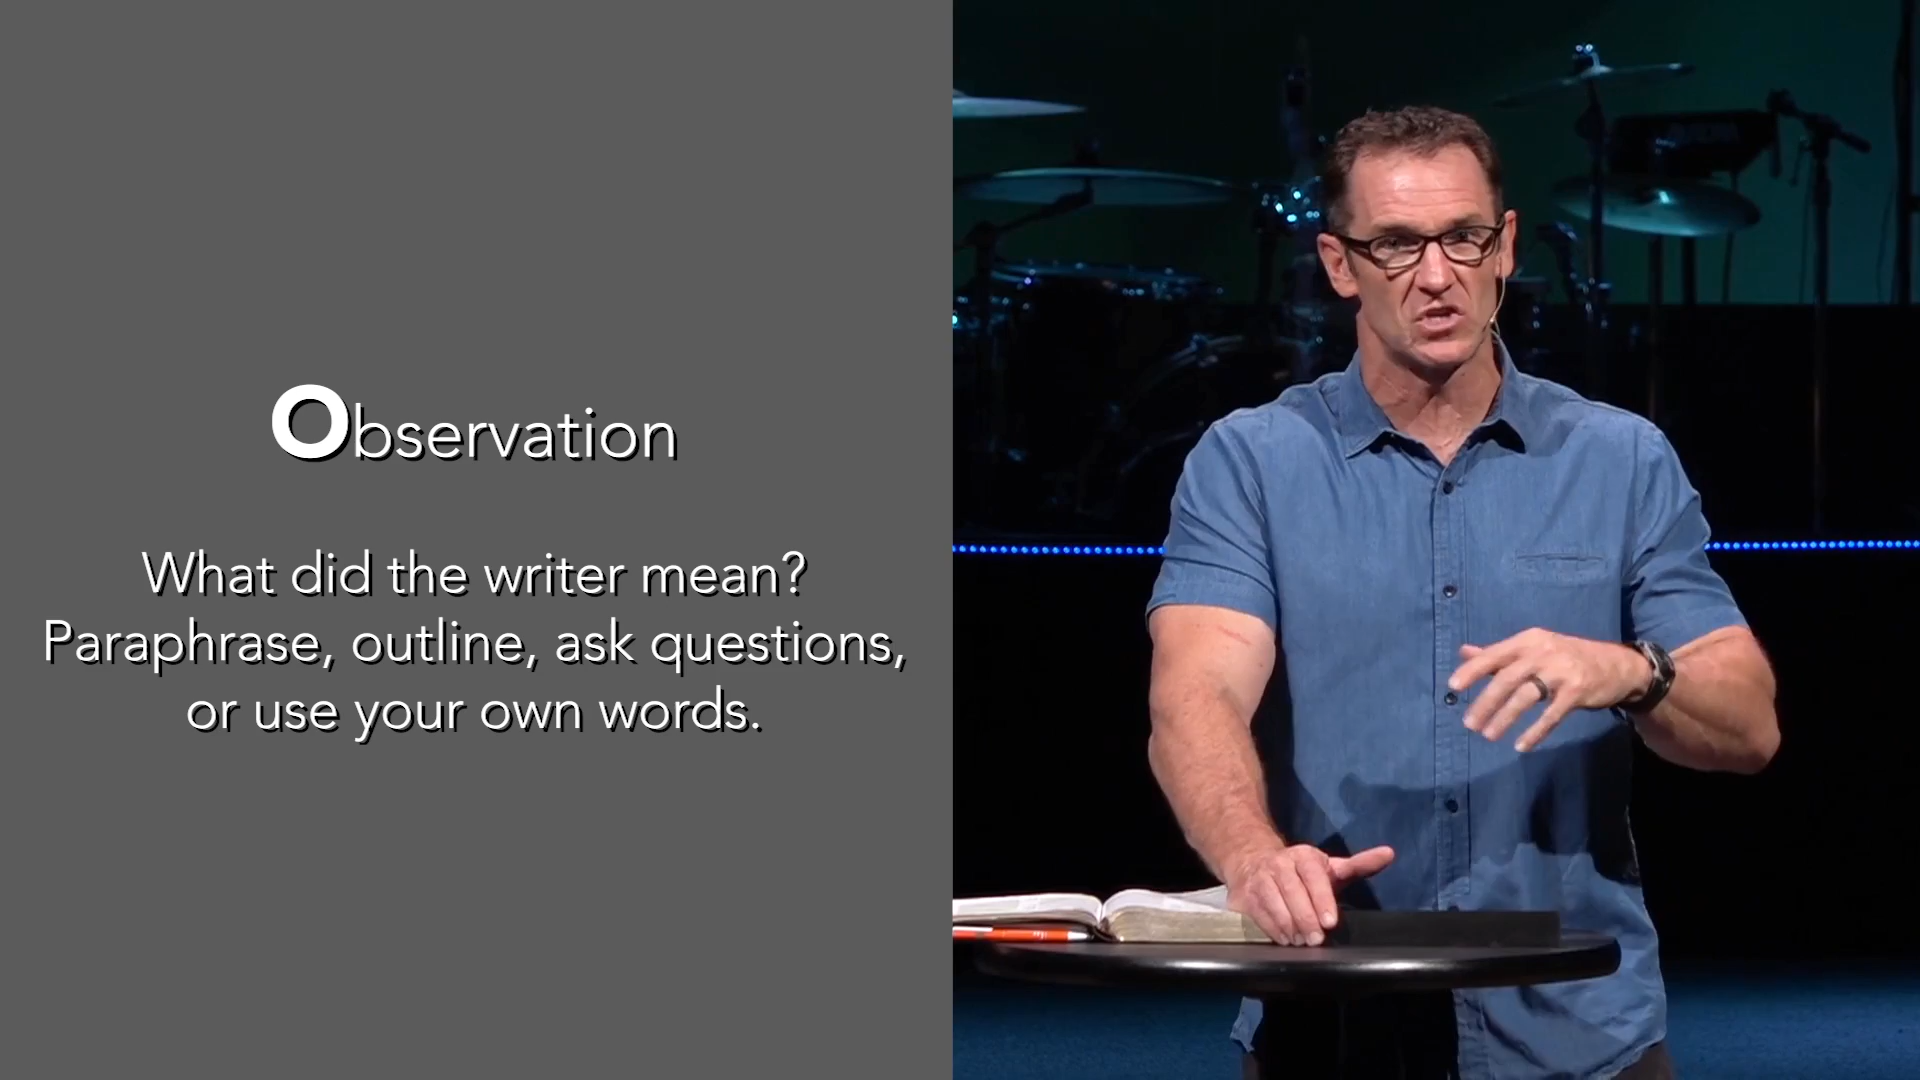 Observation
What did the writer mean?
Paraphrase, outline, ask questions,
or use your own words.